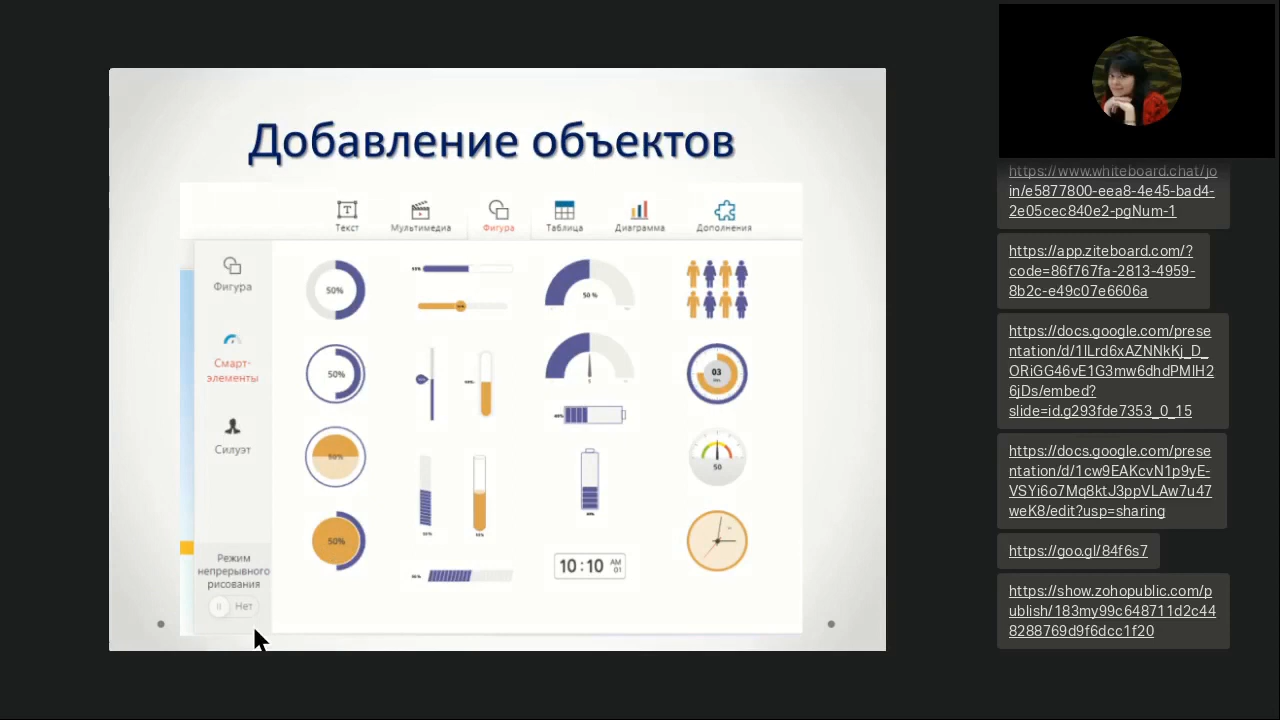 Добавление объектов
Текст
Мультимедиа
Фигура
Таблица
Диаграмма
Дополнения
Фигура
Смарт-
элементы
Силуэт
Режим
непрерывного
рисования
Нет
50%
50%
50%
50%
50 %
03
50
10:10 AM
01
https://www.whiteboard.chat/jo
in/e5877800-eea8-4e45-bad4-
2e05cec840e2-pgNum-1
https://app.ziteboard.com/?
code=86f767fa-2813-4959-
8b2c-e49c07e6606a
https://docs.google.com/prese
ntation/d/1lLrd6xAZNNkKj_D_
ORiGG46vE1G3mw6dhdPMlH2
6jDs/embed?
slide=id.g293fde7353_0_15
https://docs.google.com/prese
ntation/d/1cw9EAKcvN1p9yE-
VSYi6o7Mq8ktJ3ppVLAw7u47
weK8/edit?usp=sharing
https://goo.gl/84f6s7
https://show.zohopublic.com/p
ublish/183my99c648711d2c44
8288769d9f6dcc1f20